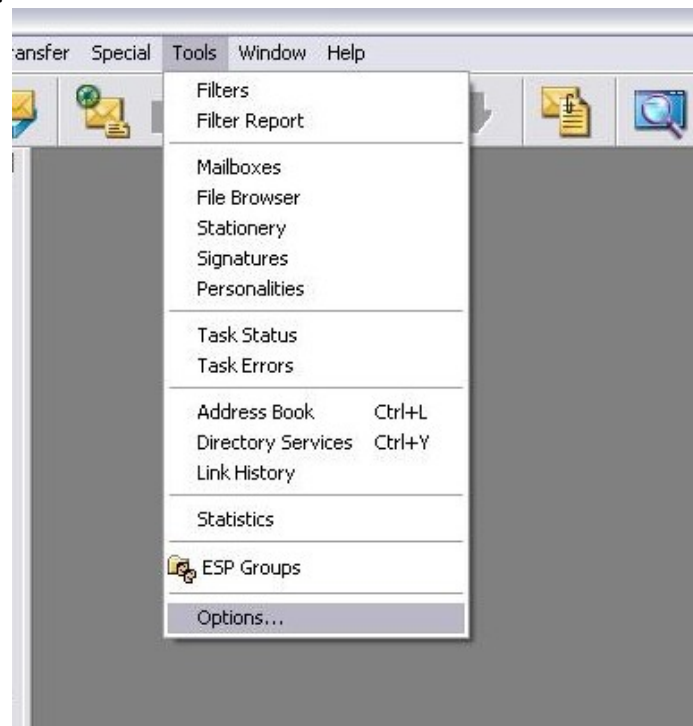 ansfer Special Tools Window Help
Filters
Filter Report
Mailboxes
File Browser
Stationery
Signatures
Personalities
Task Status
Task Errors
Address Book Ctrl+L
Directory Services Ctrl+Y
Link History
Statistics
ESP Groups
Options...